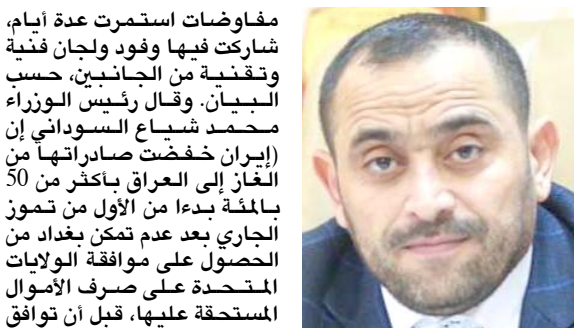 مفاوضات استمرت عدة أيام،
شاركت فيها وفود ولجان فنية
وتقنية من الجانبين، حسب
البيان. وقال رئيس الوزراء
محمد شياع السوداني إن
(إيران خفضت صادراتها من
الغاز إلى العراق بأكثر من 50
بالمئة بدءا من الأول من تموز
الجاري بعد عدم تمكن بغداد من
الحصول على موافقة الولايات
المتحدة على صرف الأموال
المستحقة عليها، قبل أن توافق